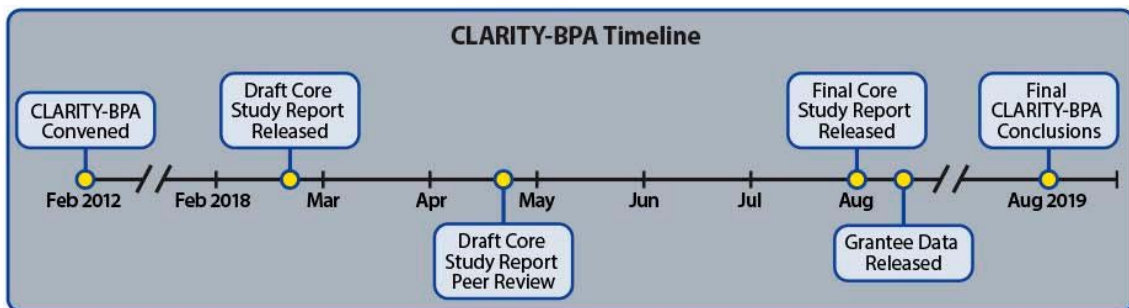 CLARITY-BPA Timeline
CLARITY-BPA
Convened
Draft Core
Study Report
Released
Final Core
Study Report
Released
Final
CLARITY-BPA
Conclusions
Feb 2012
Feb 2018
Mar
Apr
May
Jun
Jul
Aug
Aug 2019
Draft Core
Study Report
Peer Review
Grantee Data
Released